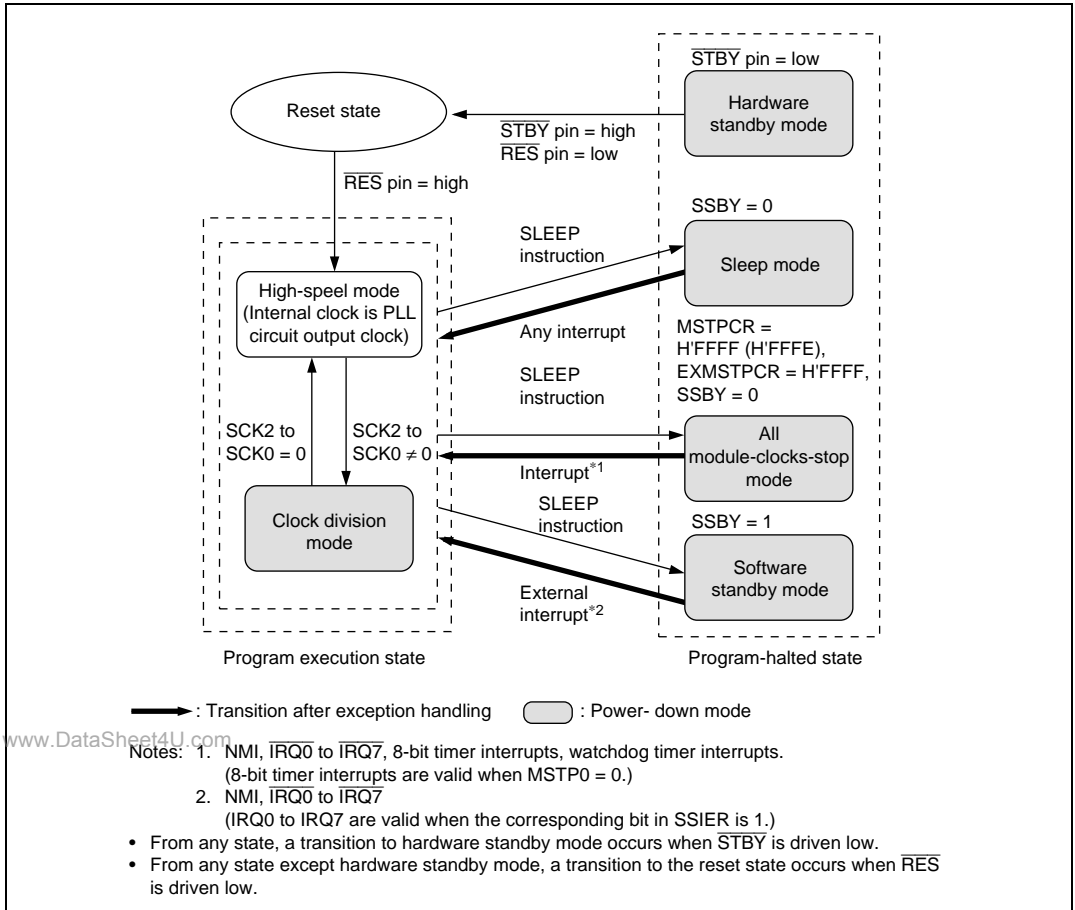 STBY pin = low
Reset state
Hardware
standby mode
STBY pin = high
RES pin = low
RES pin = high
SSBY = 0
SLEEP
instruction
Sleep mode
High-speel mode
(Internal clock is PLL
circuit output clock)
Any interrupt
MSTPCR =
H'FFFF (H'FFFE),
EXMSTPCR = H'FFFF,
SSBY = 0
SLEEP
instruction
SCK2 to
SCK0 = 0
SCK2 to
SCK0 ≠ 0
All
module-clocks-stop
mode
Interrupt*1
SLEEP
instruction
SSBY = 1
Clock division
mode
Software
standby mode
External
interrupt*2
Program execution state
Program-halted state
: Transition after exception handling
: Power- down mode
www.DataSheet4U.com
Notes: 1. NMI, IRQ0 to IRQ7, 8-bit timer interrupts, watchdog timer interrupts.
(8-bit timer interrupts are valid when MSTP0 = 0.)
2. NMI, IRQ0 to IRQ7
(IRQ0 to IRQ7 are valid when the corresponding bit in SSIER is 1.)
• From any state, a transition to hardware standby mode occurs when STBY is driven low.
• From any state except hardware standby mode, a transition to the reset state occurs when RES
is driven low.